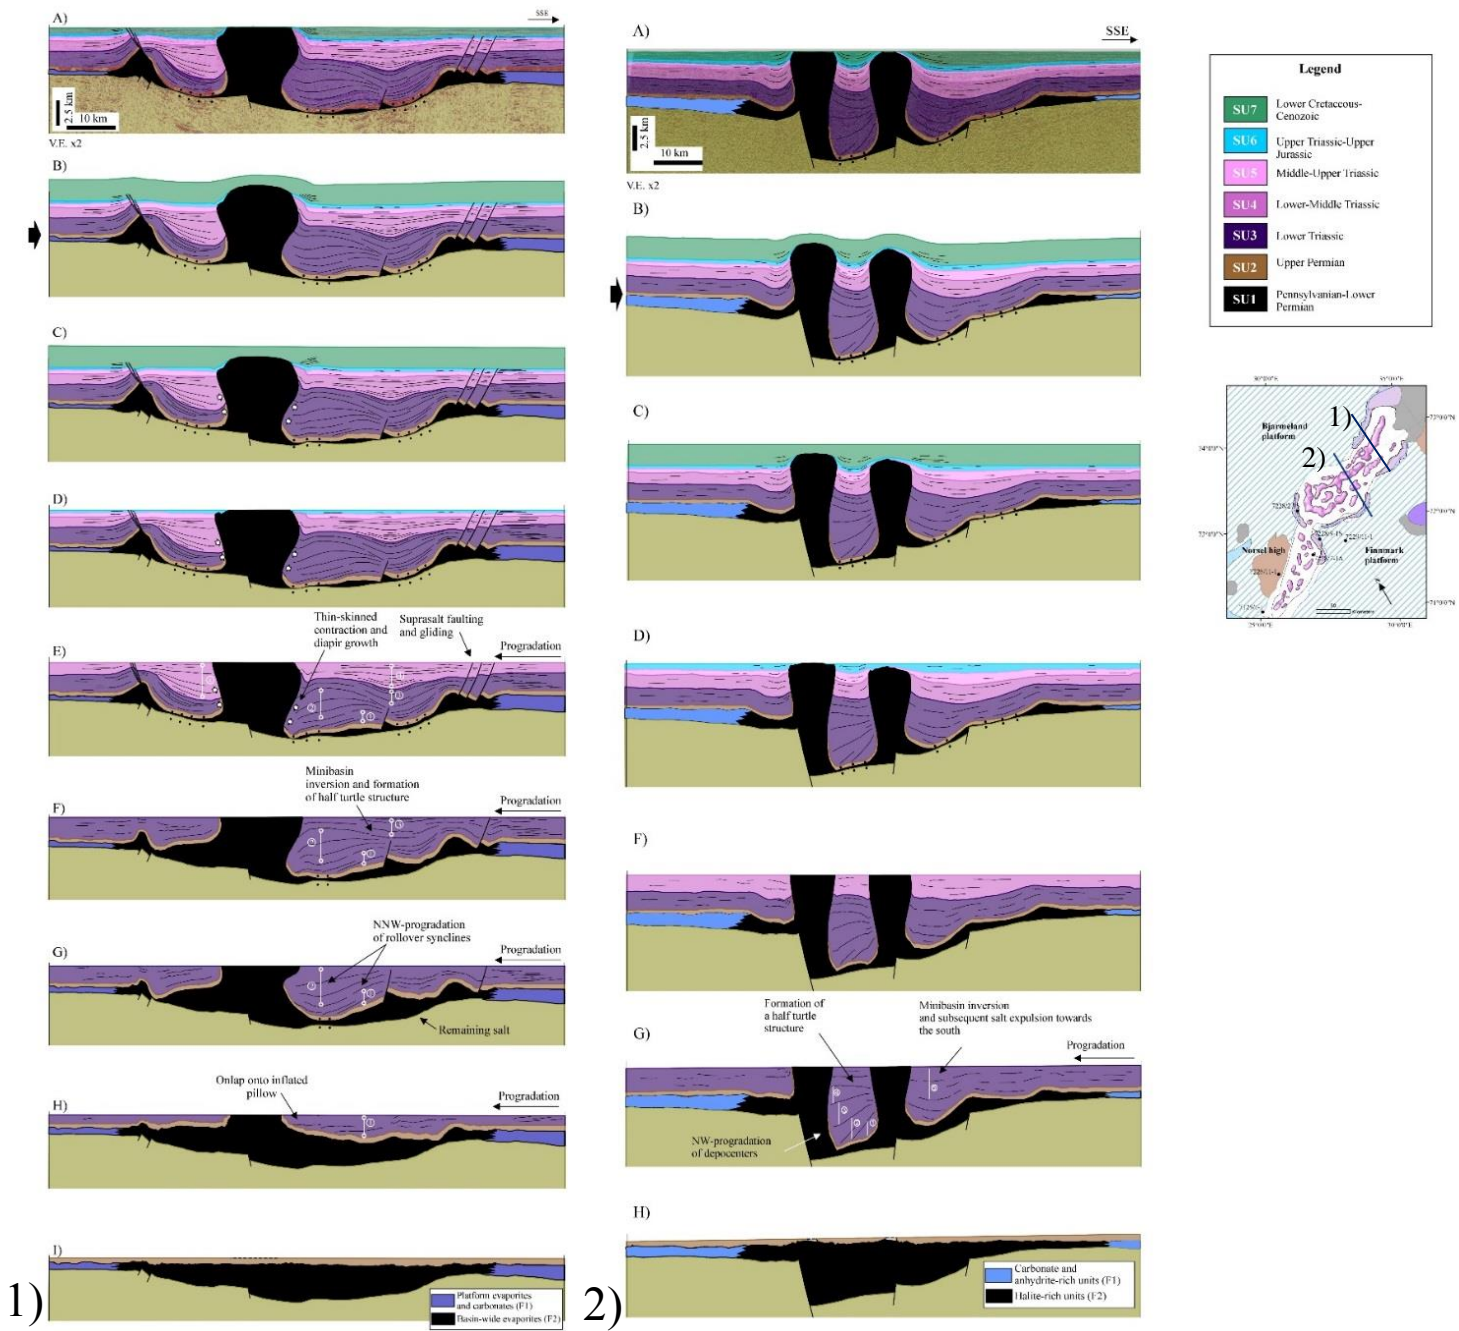 A)
SSE
2.5 km
10 km
V.E. x2
B)
C)
D)
Thin-skinned
contraction and
diapir growth
Suprasalt faulting
and gliding
Progradation
E)
Minibasin
inversion and formation
of half turtle structure
Progradation
F)
NNW-progradation
of rollover synclines
Progradation
G)
Remaining salt
Onlap onto inflated
pillow
Progradation
H)
I)
Platform evaporites
and carbonates (F1)
Basin-wide evaporites (F2)
1)
A)
SSE
2.5 km
10 km
V.E. x2
B)
C)
D)
F)
Formation of
a half turtle
structure
Minibasin inversion
and subsequent salt expulsion towards
the south
G)
Progradation
NW-progradation
of depocenters
H)
Carbonate and
anhydrite-rich units (F1)
Halite-rich units (F2)
2)
Legend
SU7 Lower Cretaceous-
Cenozoic
SU6 Upper Triassic-Upper
Jurassic
SU5 Middle-Upper Triassic
SU4 Lower-Middle Triassic
SU3 Lower Triassic
SU2 Upper Permian
SU1 Pennsylvanian-Lower
Permian
1)
Bjarmeland
platform
2)
Norsel high
Finnmark
platform